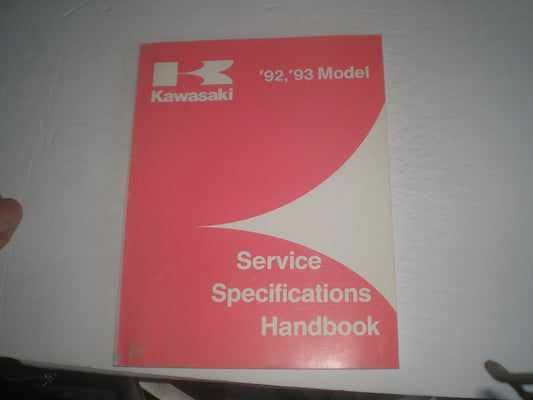 '92,'93 Model
Kawasaki
Service
Specifications
Handbook